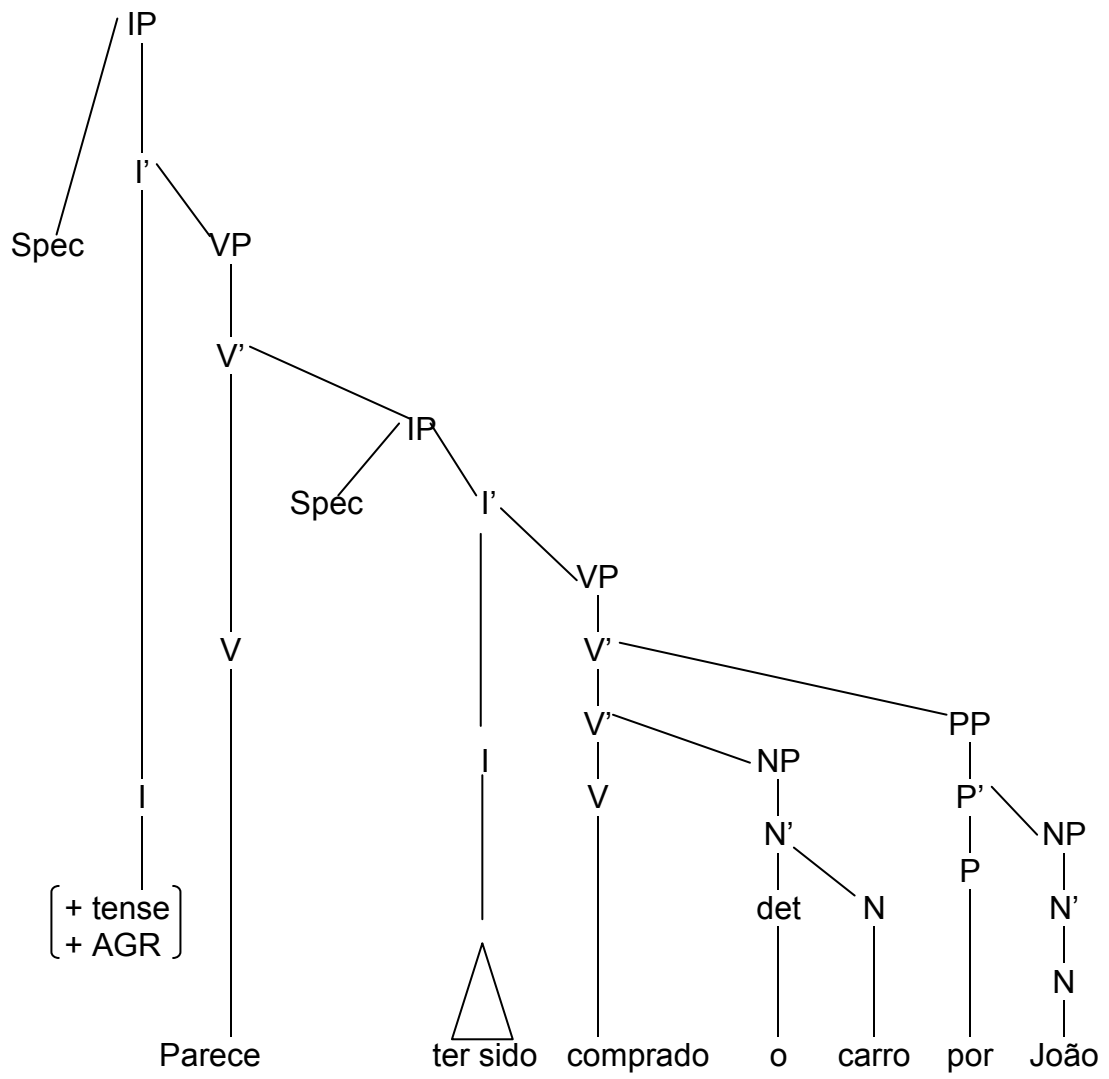 IP
I’
Spec VP
V’
IP
Spec I’
VP
V V’
V’ PP
I NP
I V P’
N’ NP
P
+ tense det N N’
+ AGR
N
Parece ter sido comprado o carro por João